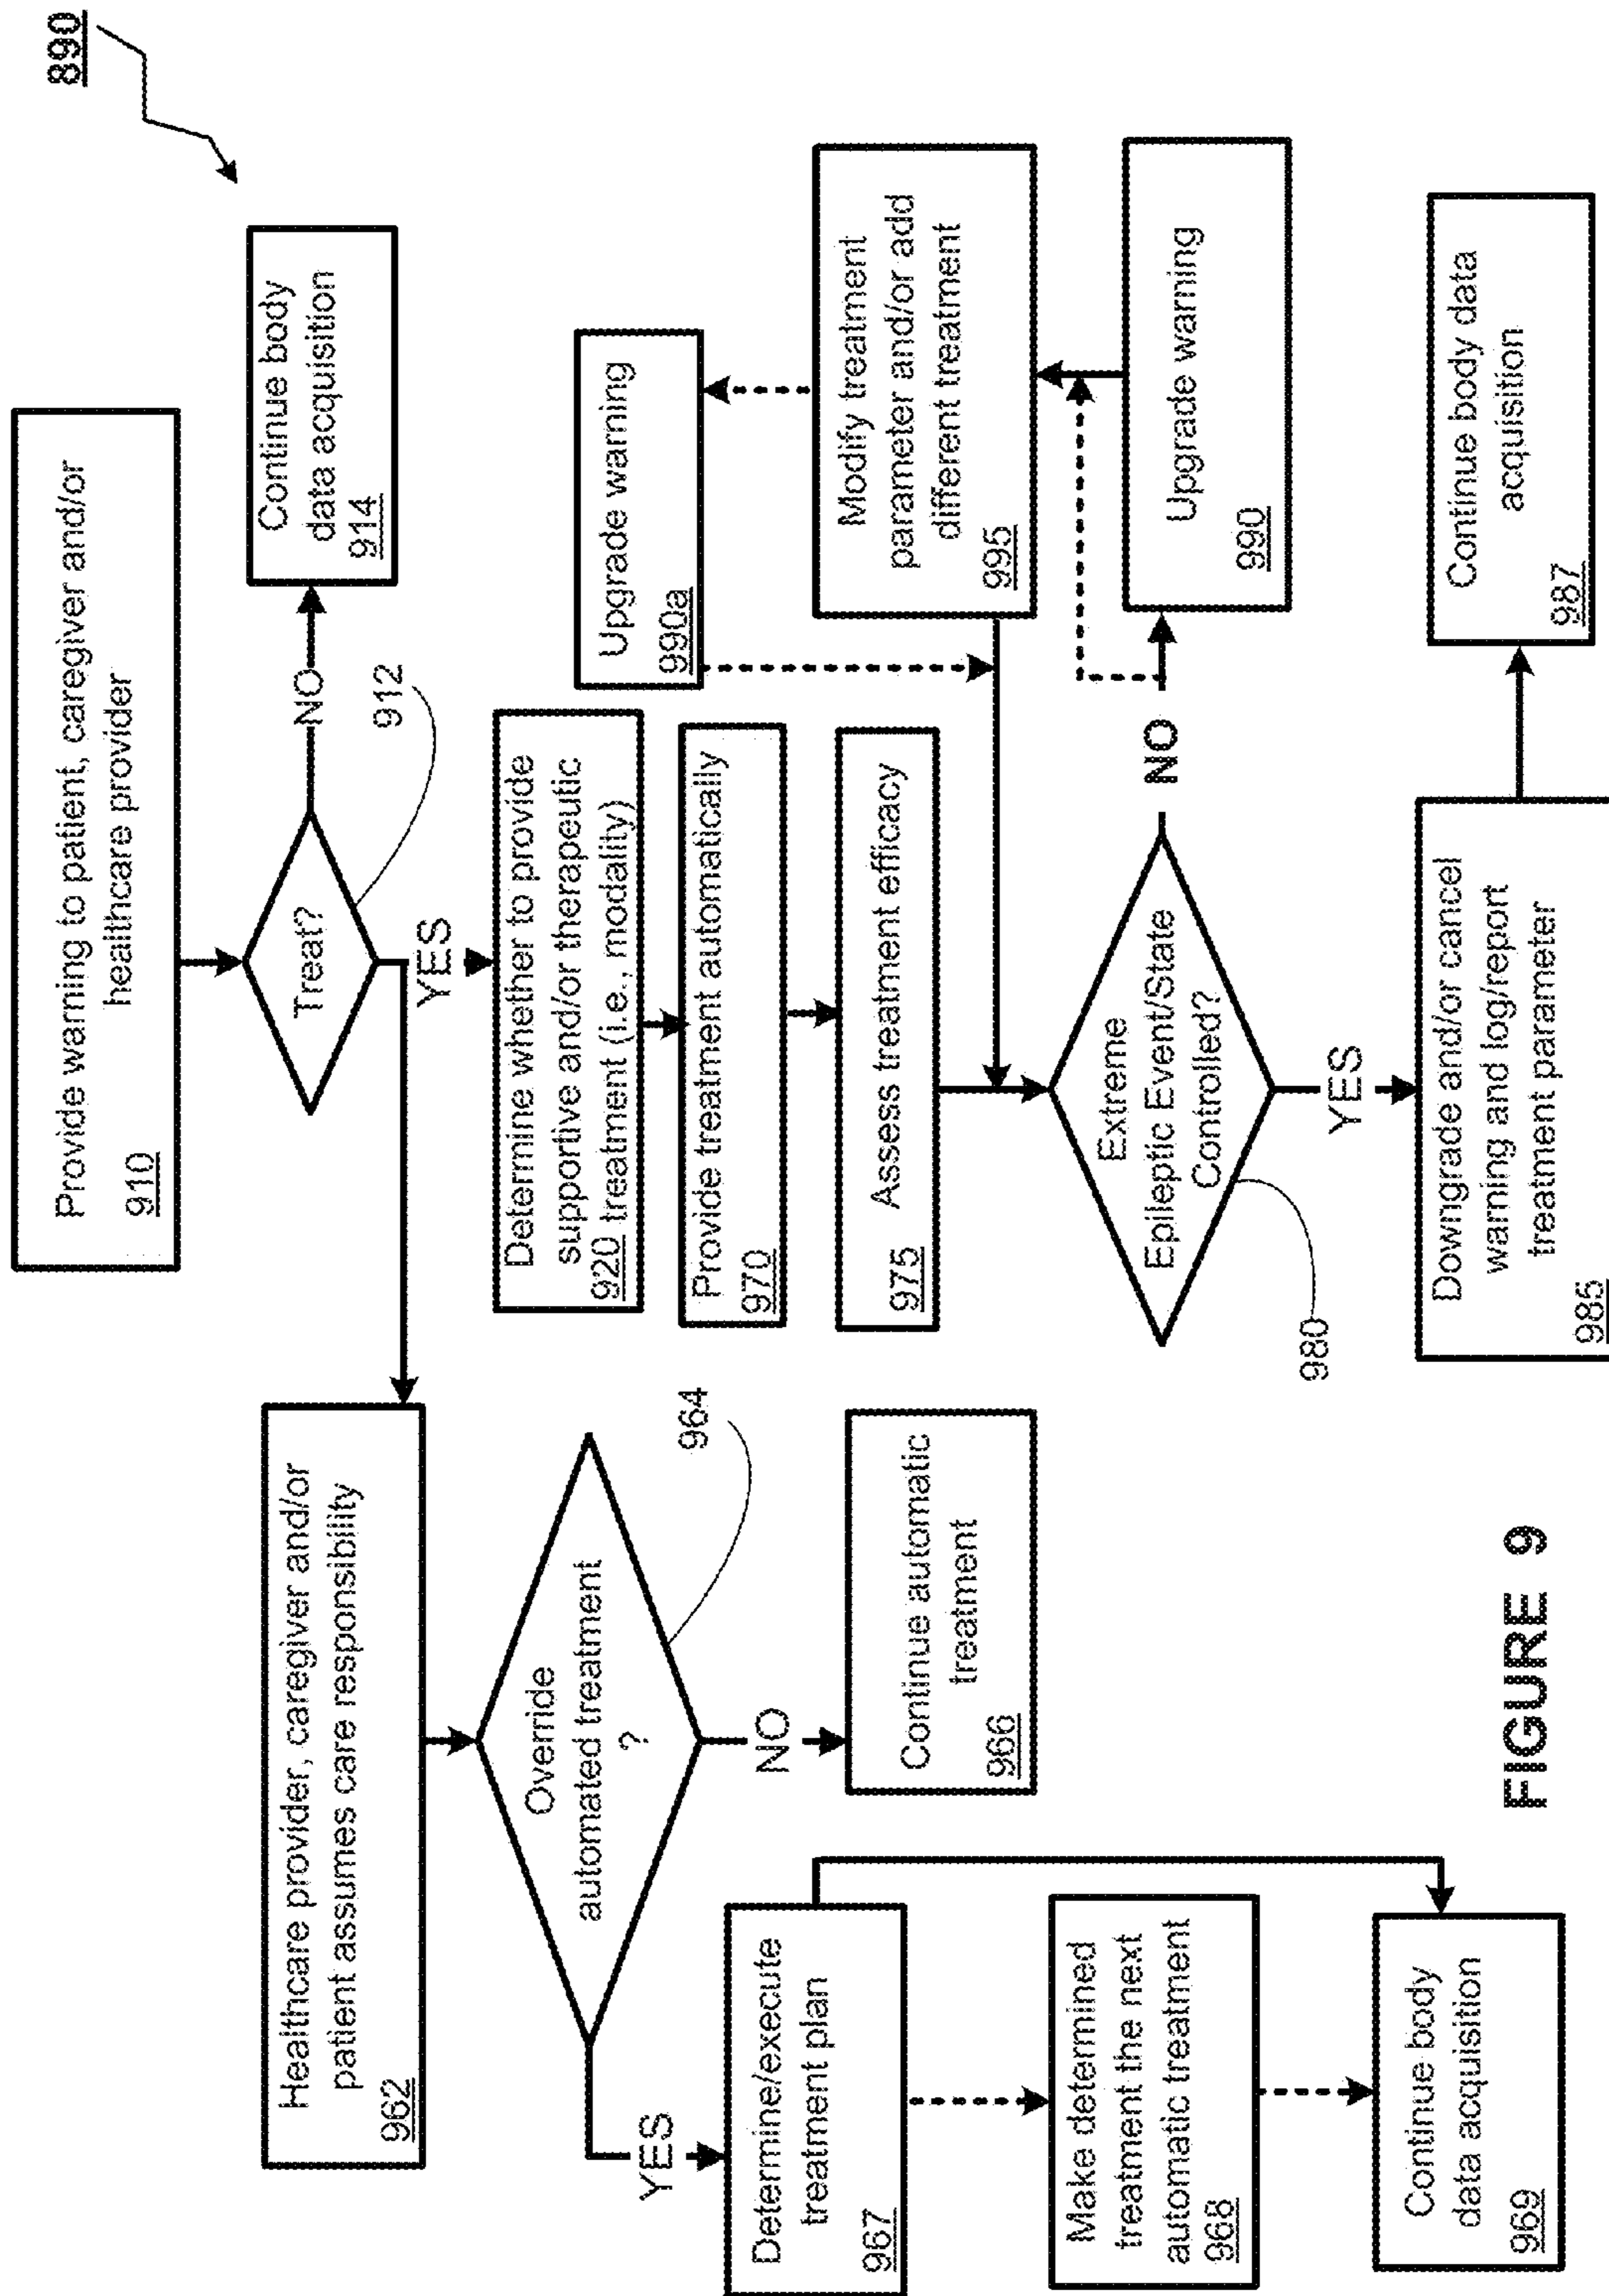 890
Provide warning to patient, caregiver and/or
healthcare provider
910
Treat?
912
NO
Continue body
data acquisition
914
YES
Healthcare provider, caregiver and/or
patient assumes care responsibility
962
Override
automated treatment
?
964
NO
Continue automatic
treatment
966
YES
Determine/execute
treatment plan
967
Make determined
treatment the next
automatic treatment
968
Continue body
data acquisition
969
Determine whether to provide
supportive and/or therapeutic
920 treatment (i.e., modality)
Provide treatment automatically
970
Assess treatment efficacy
975
Extreme
Epileptic Event/State
Controlled?
980
NO
Upgrade warning
990
Modify treatment
parameter and/or add
different treatment
995
Upgrade warning
990a
YES
Downgrade and/or cancel
warning and log/report
treatment parameter
985
Continue body data
acquisition
987
FIGURE 9